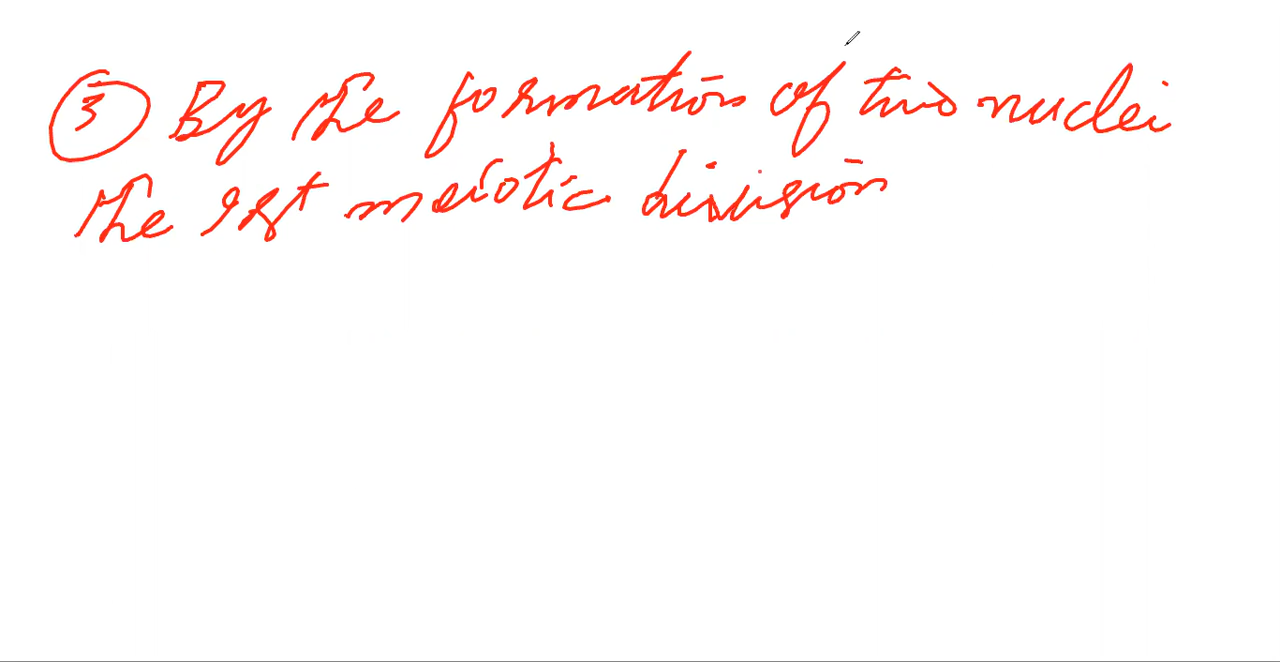 ③ By the formation of two nuclei
the 1st meiotic division